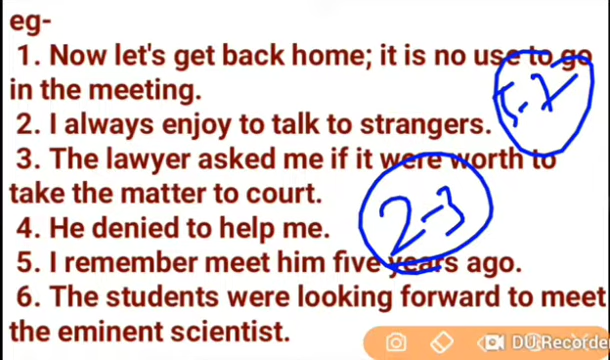 eg-
1. Now let's get back home; it is no use to go
in the meeting.
2. I always enjoy to talk to strangers.
5-7
3. The lawyer asked me if it were worth to
take the matter to court.
2-3
4. He denied to help me.
5. I remember meet him five years ago.
6. The students were looking forward to meet
the eminent scientist.
DU Recorde